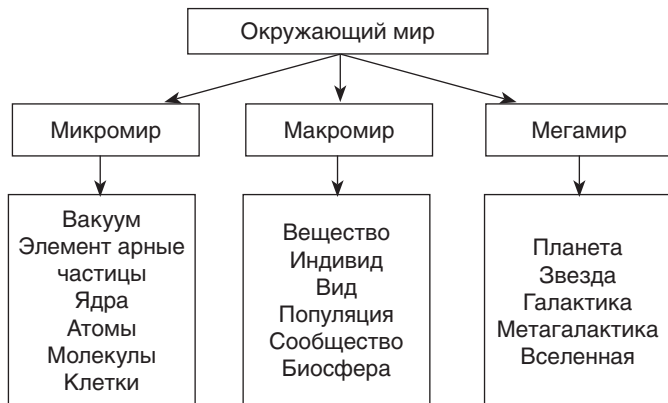 Окружающий мир
Микромир
Макромир
Мегамир
Вакуум
Элемент арные
частицы
Ядра
Атомы
Молекулы
Клетки
Вещество
Индивид
Вид
Популяция
Сообщество
Биосфера
Планета
Звезда
Галактика
Метагалактика
Вселенная